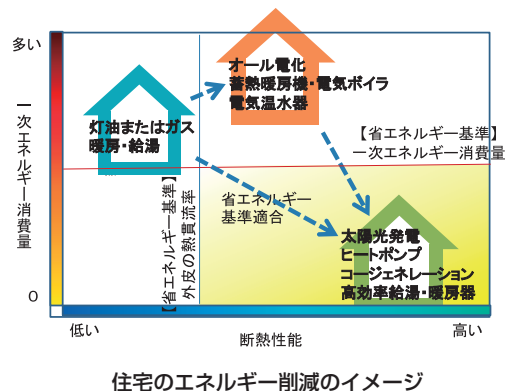 多い
一次エネルギー消費量
0
オール電化
蓄熱暖房機・電気ボイラ
電気温水器
灯油またはガス
暖房・給湯
【省エネルギー基準】
一次エネルギー消費量
【省エネルギー基準】
外皮の熱貫流率
省エネルギー
基準適合
太陽光発電
ヒートポンプ
コージェネレーション
高効率給湯・暖房器
低い
断熱性能
高い
住宅のエネルギー削減のイメージ